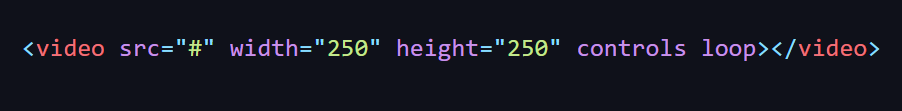 <video src="#" width="250" height="250" controls loop></video>